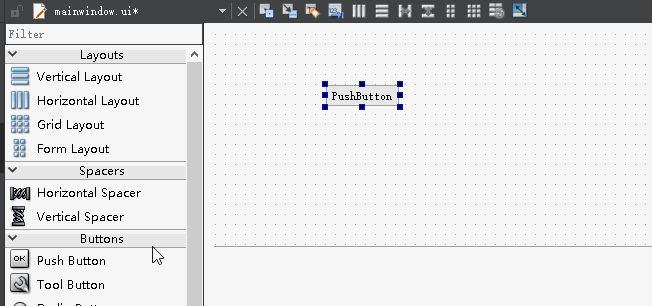 mainwindow.ui*
Filter
Layouts
Vertical Layout
Horizontal Layout
Grid Layout
Form Layout
Spacers
Horizontal Spacer
Vertical Spacer
Buttons
OK Push Button
Tool Button
PushButton